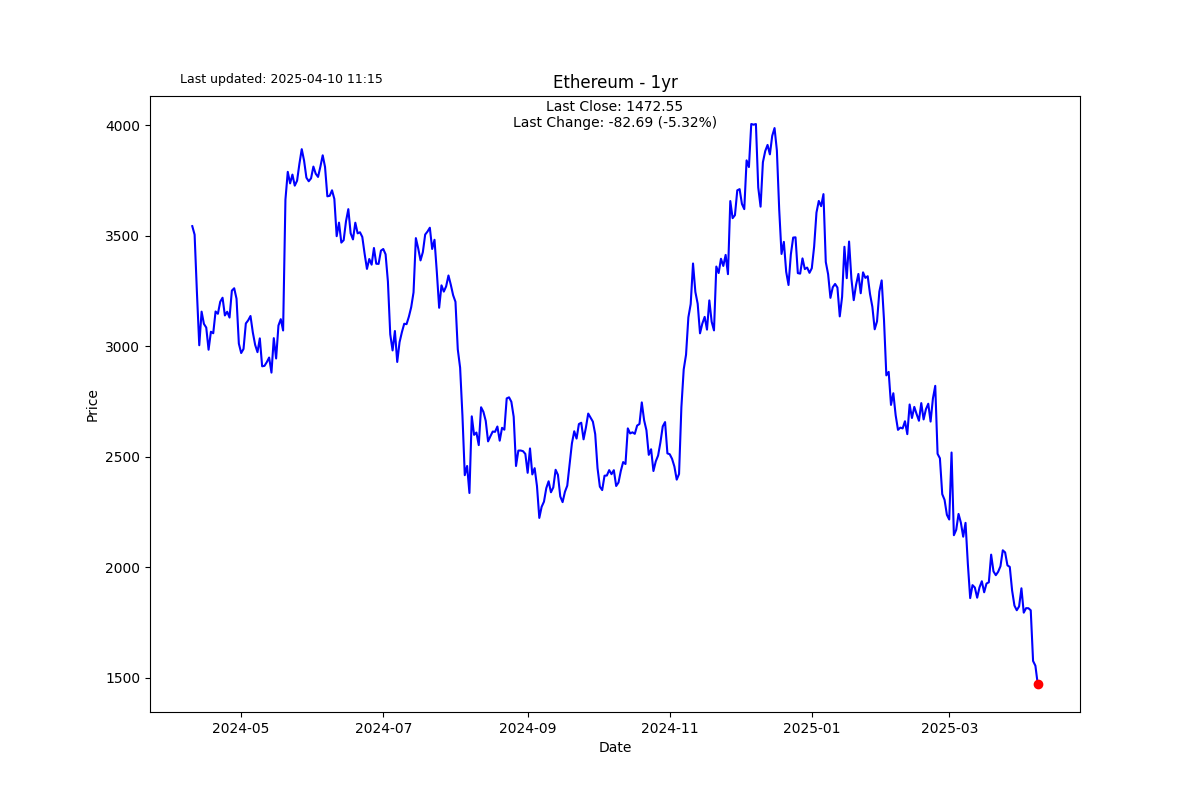 Last updated: 2025-04-10 11:15
Ethereum - 1yr
Last Close: 1472.55
Last Change: -82.69 (-5.32%)
4000
3500
3000
2500
2000
1500
Price
2024-05
2024-07
2024-09
2024-11
2025-01
2025-03
Date